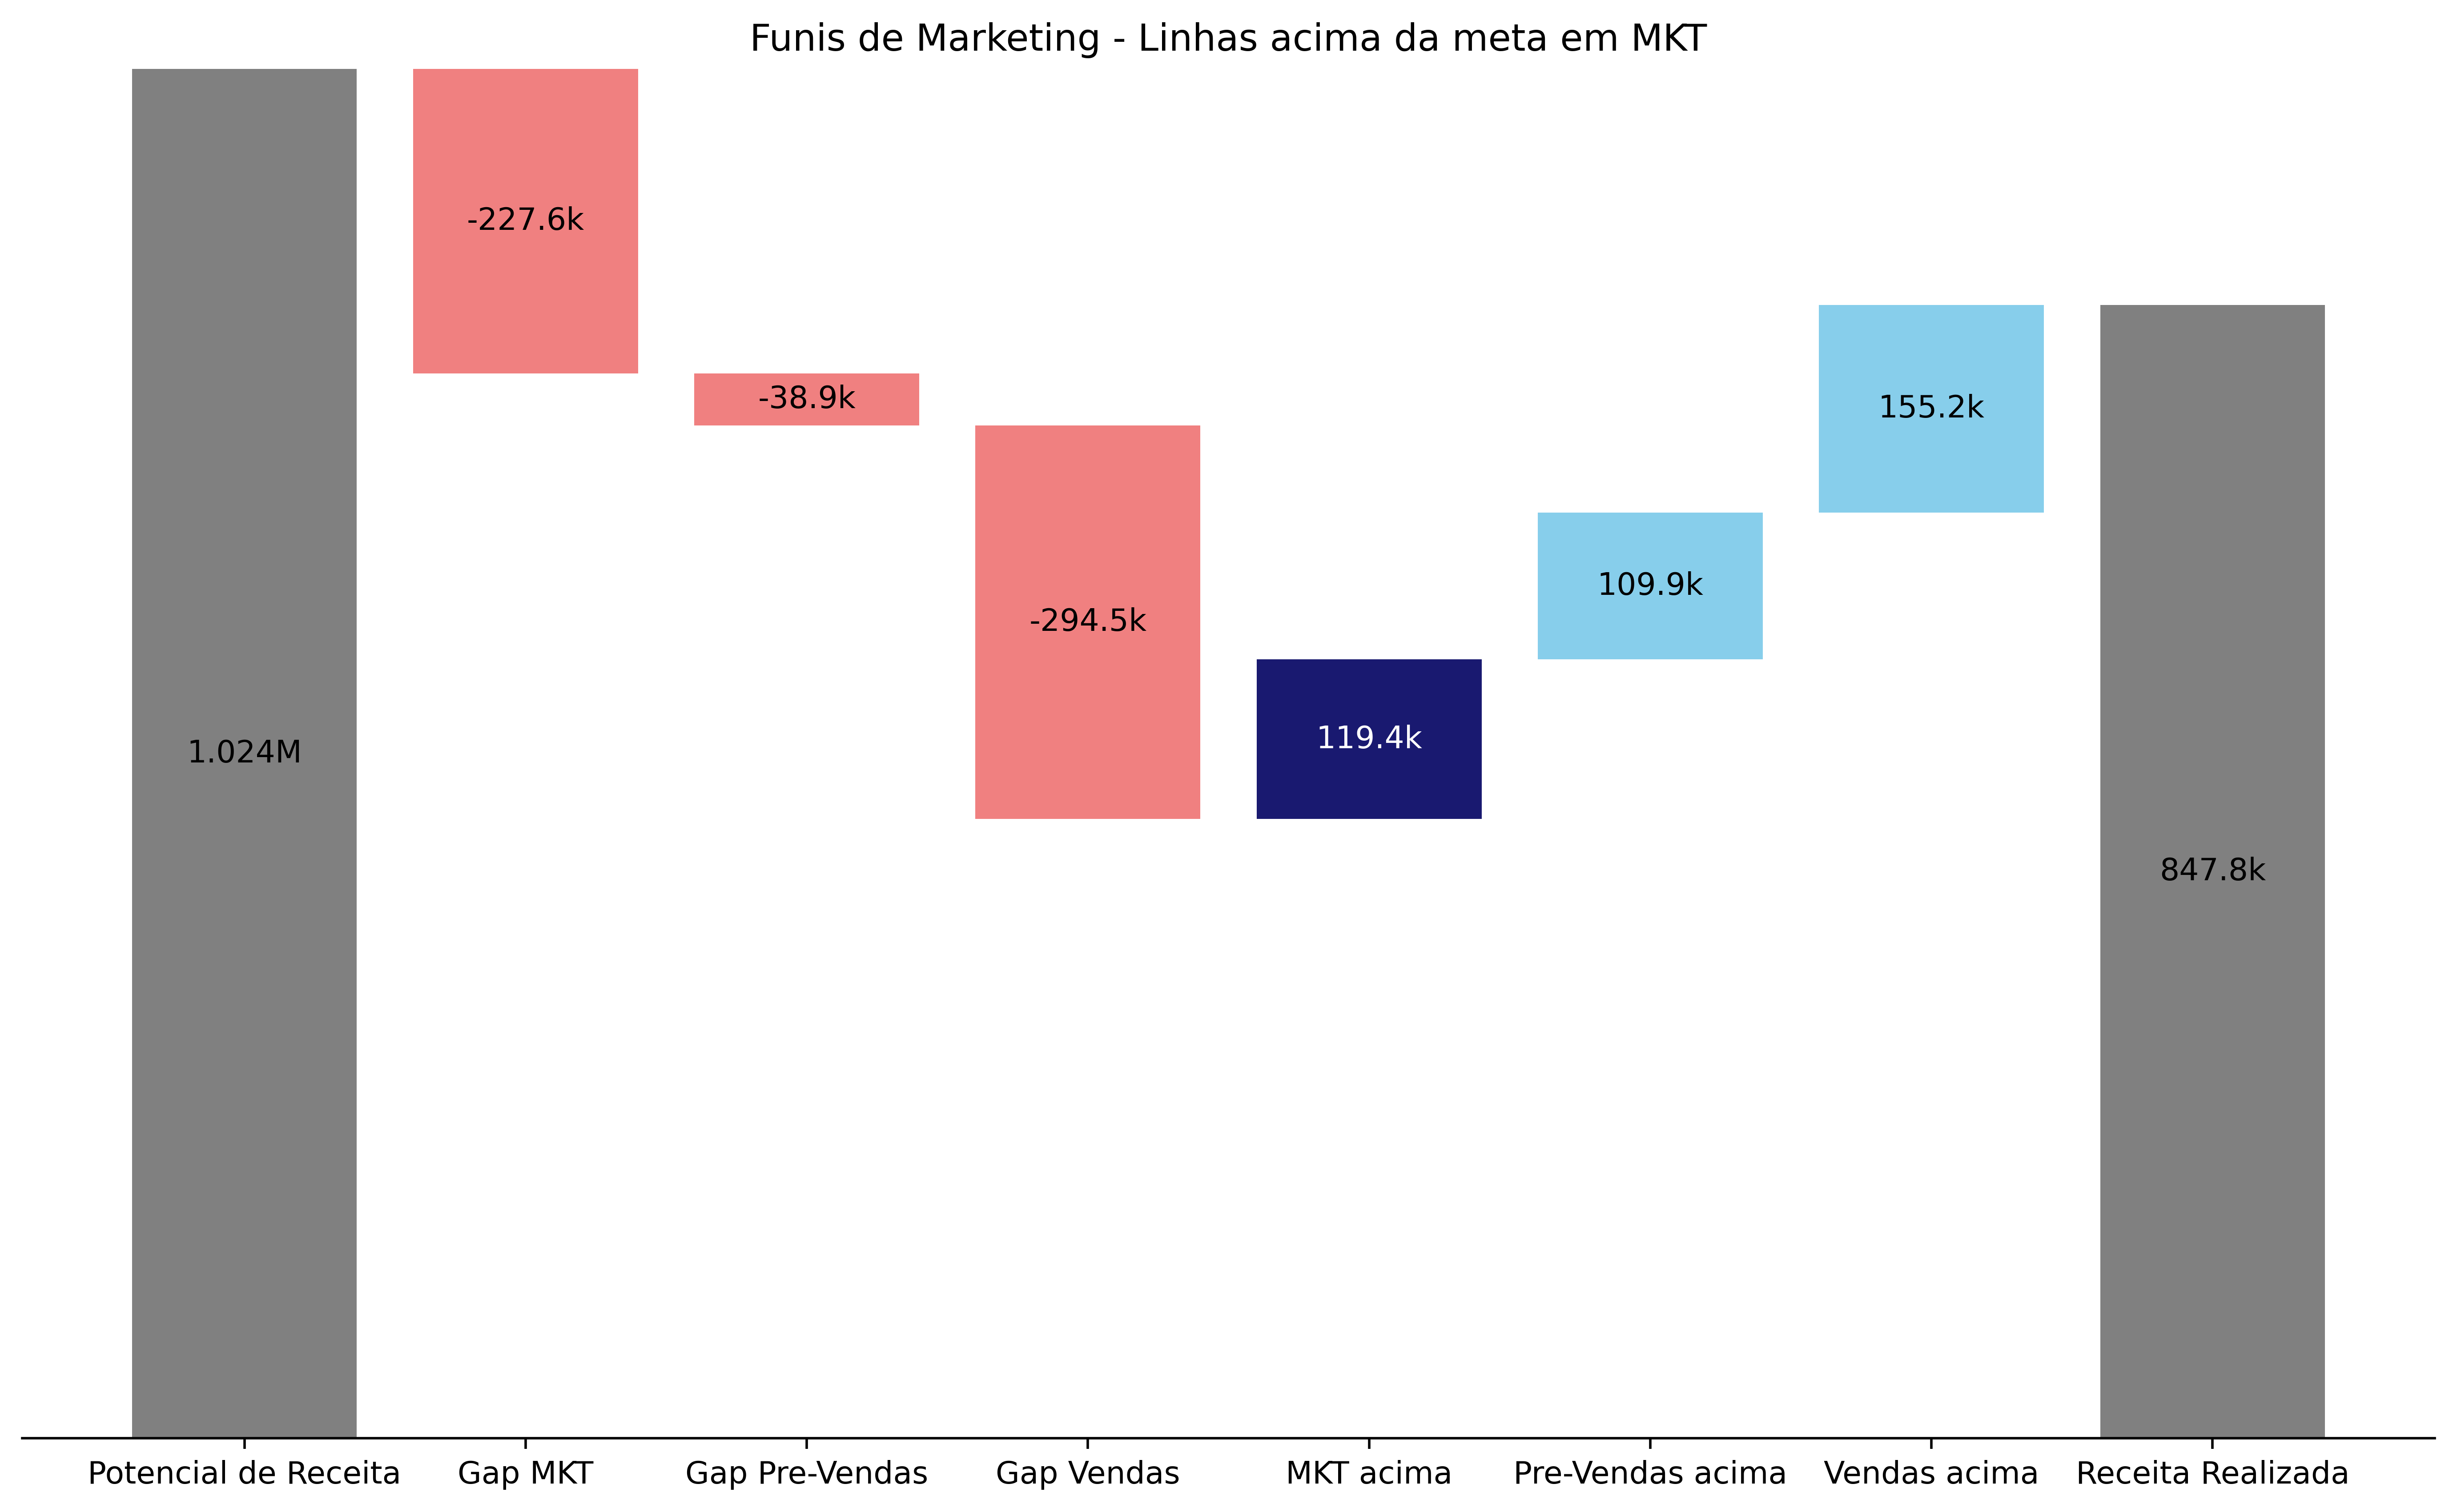 Funis de Marketing - Linhas acima da meta em MKT
-227.6k
-38.9k
155.2k
109.9k
-294.5k
119.4k
1.024M
847.8k
Potencial de Receita Gap MKT Gap Pre-Vendas Gap Vendas MKT acima Pre-Vendas acima Vendas acima Receita Realizada